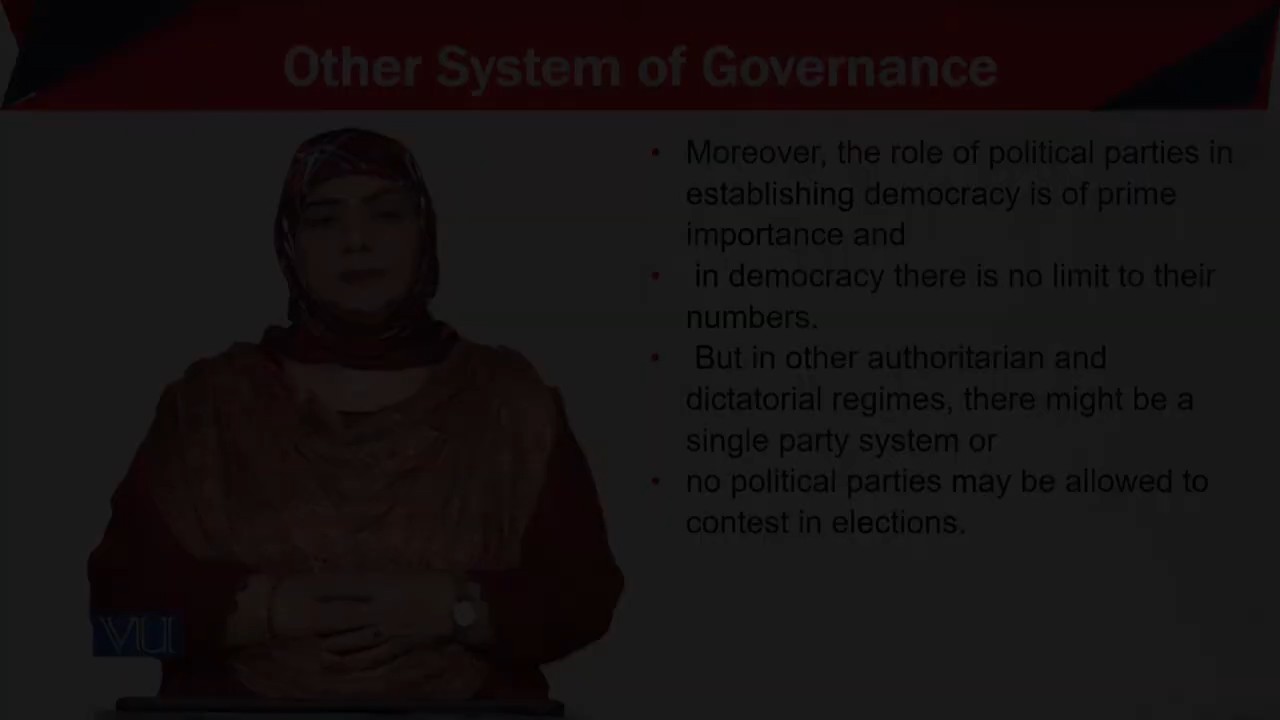 Other System of Governance
• Moreover, the role of political parties in
establishing democracy is of prime
importance and
• in democracy there is no limit to their
numbers.
• But in other authoritarian and
dictatorial regimes, there might be a
single party system or
• no political parties may be allowed to
contest in elections.
VU